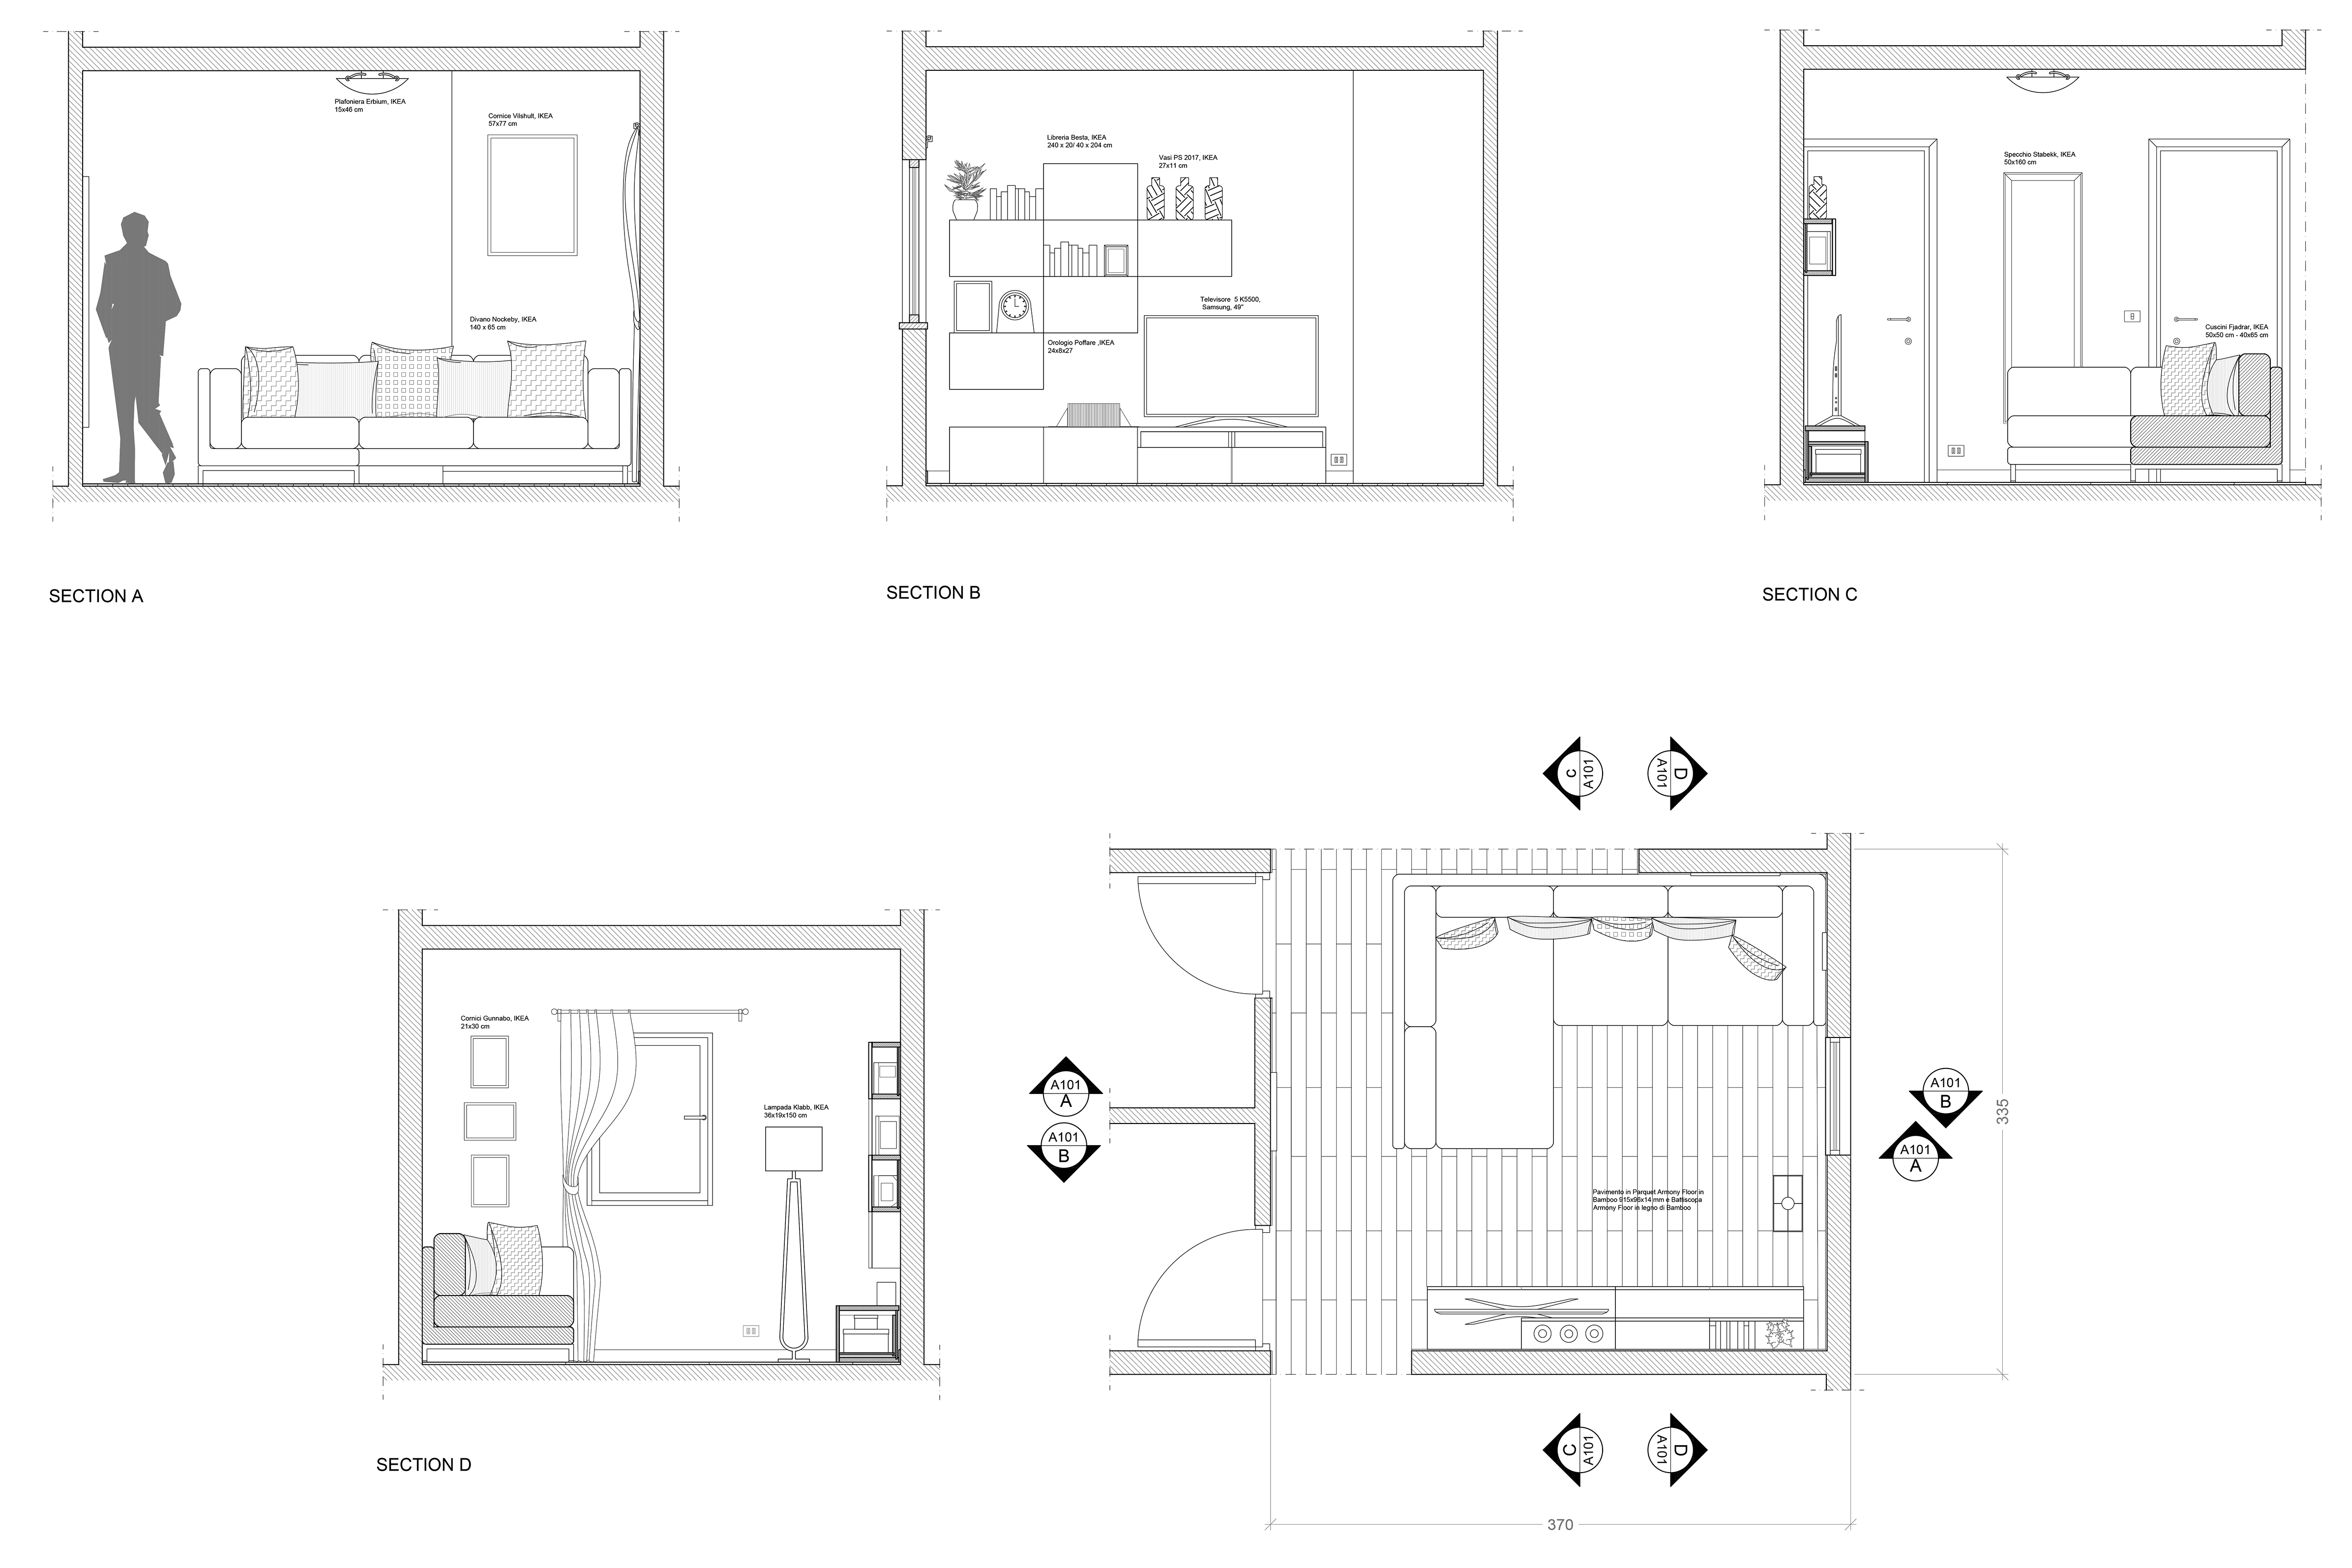 Plafoniera Erbium, IKEA
15x46 cm
Cornice Vilshult, IKEA
57x77 cm
Divano Nockeby, IKEA
140 x 65 cm
SECTION A
Libreria Besta, IKEA
240 x 20/ 40 x 204 cm
Vasi PS 2017, IKEA
27x11 cm
Televisore 5 K5500,
Samsung, 49"
Orologio Poffare ,IKEA
24x8x27
SECTION B
Specchio Stabekk, IKEA
50x160 cm
Cuscini Fjadrar, IKEA
50x50 cm - 40x65 cm
SECTION C
Cornici Gunnabo, IKEA
21x30 cm
Lampada Klabb, IKEA
36x19x150 cm
SECTION D
c
A101
D
A101
A101
A
A101
B
A101
B
A101
A
335
Pavimento in Parquet Armony Floor in
Bamboo 915x96x14 mm e Battiscopa
Armony Floor in legno di Bamboo
C
A101
D
A101
370